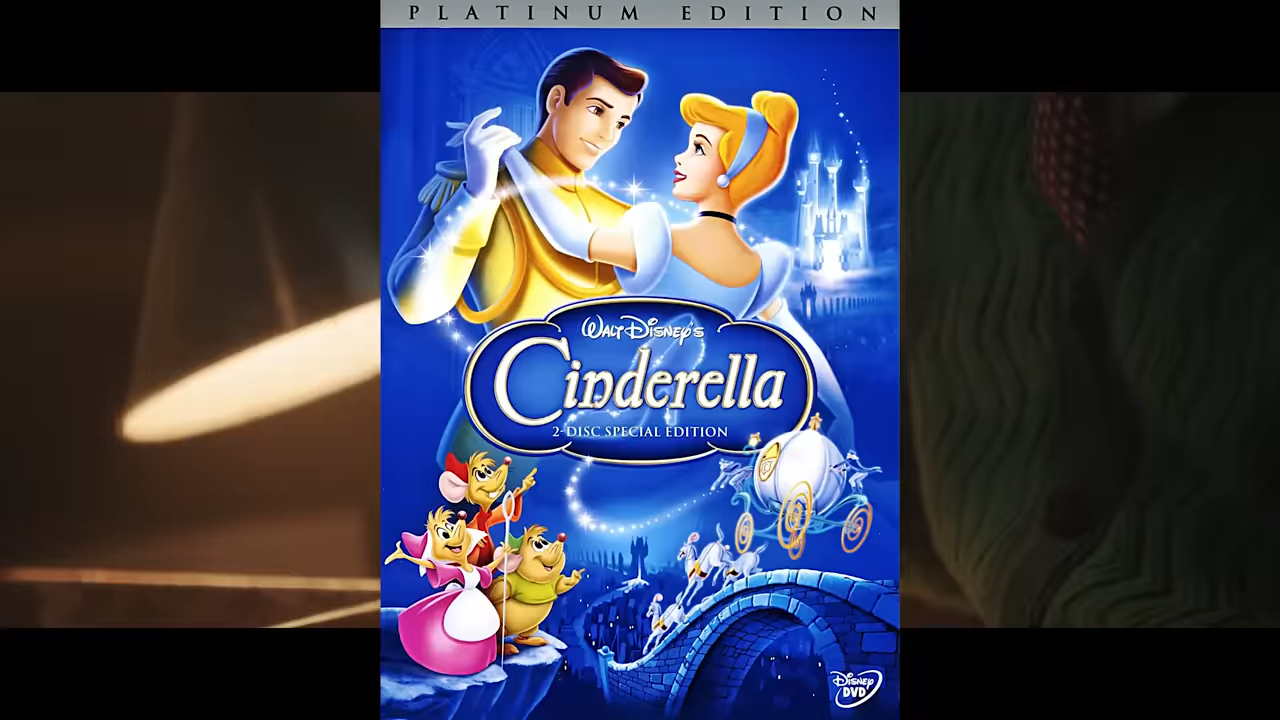 PLATINUM EDITION
WALT DISNEY'S
Cinderella
2-DISC SPECIAL EDITION
DISNEY
DVD